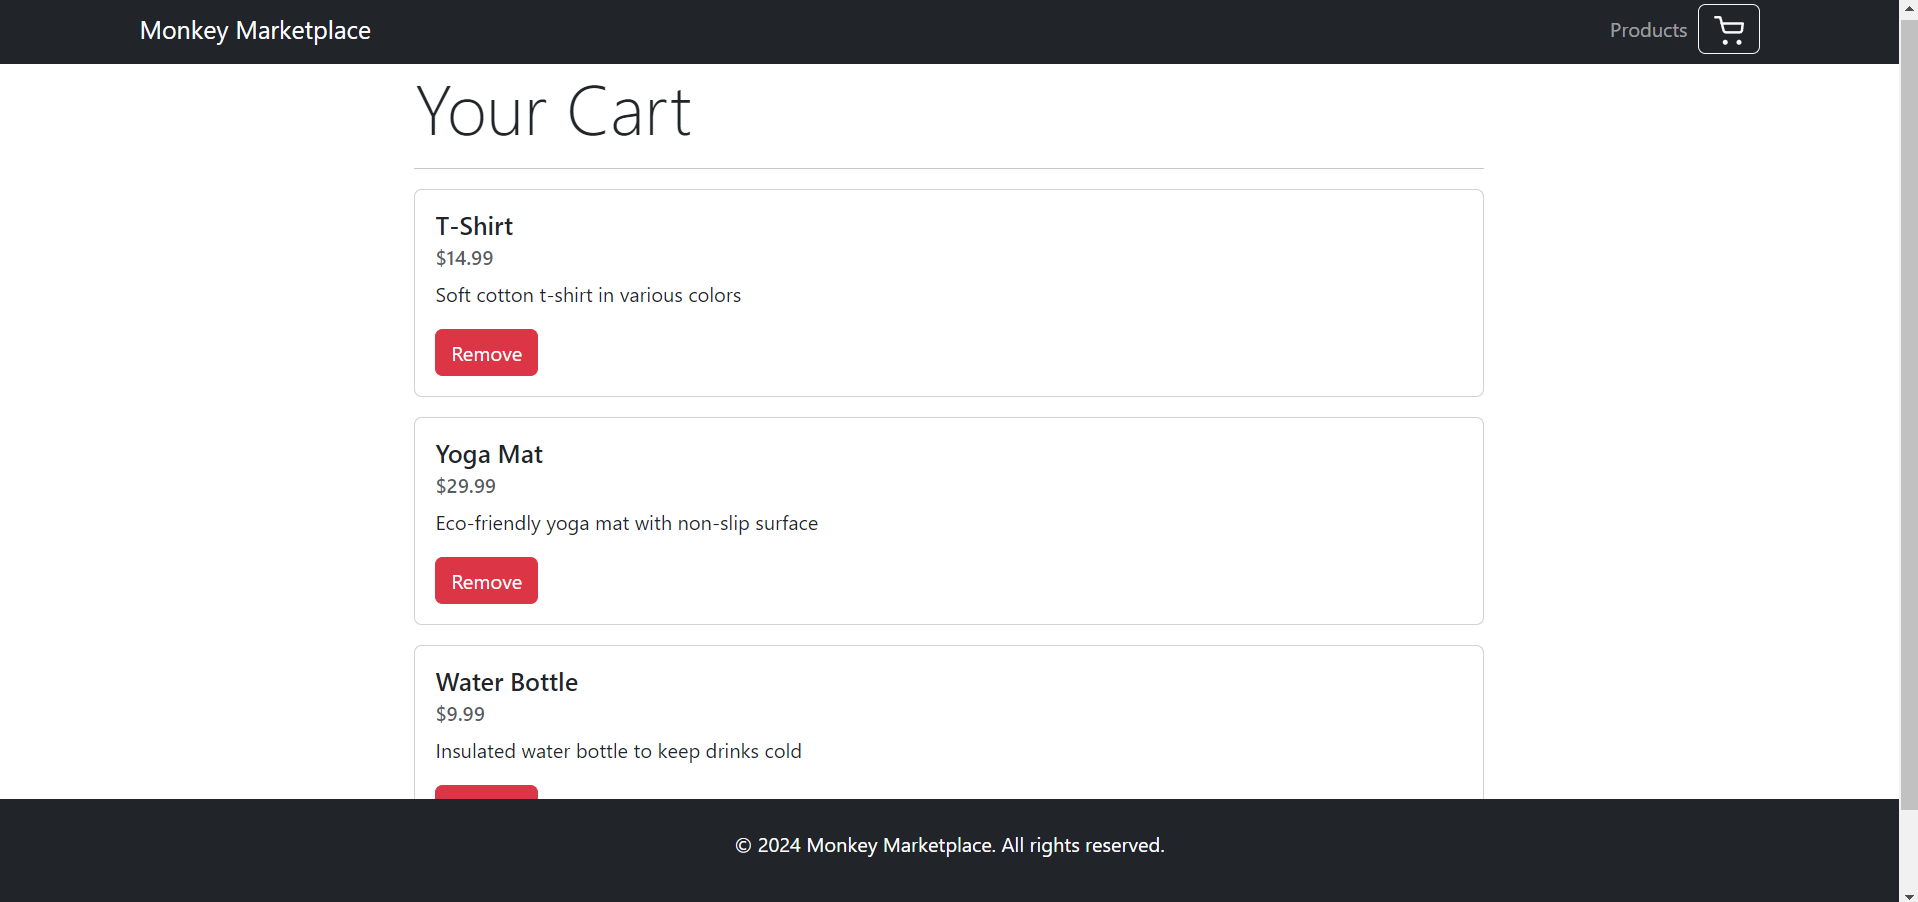 Monkey Marketplace
Products
Your Cart
T-Shirt
$14.99
Soft cotton t-shirt in various colors
Remove
Yoga Mat
$29.99
Eco-friendly yoga mat with non-slip surface
Remove
Water Bottle
$9.99
Insulated water bottle to keep drinks cold
© 2024 Monkey Marketplace. All rights reserved.